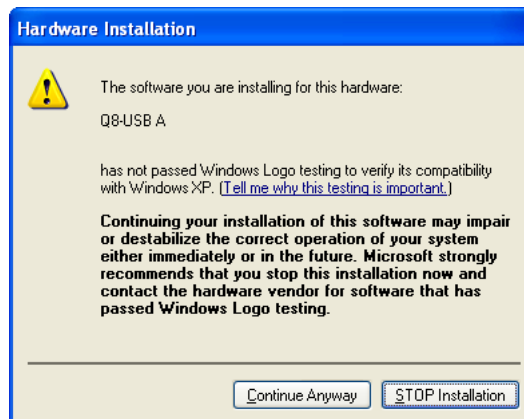 Hardware Installation
The software you are installing for this hardware:
Q8-USB A
has not passed Windows Logo testing to verify its compatibility
with Windows XP. (Tell me why this testing is important.)
Continuing your installation of this software may impair
or destabilize the correct operation of your system
either immediately or in the future. Microsoft strongly
recommends that you stop this installation now and
contact the hardware vendor for software that has
passed Windows Logo testing.
Continue Anyway
STOP Installation